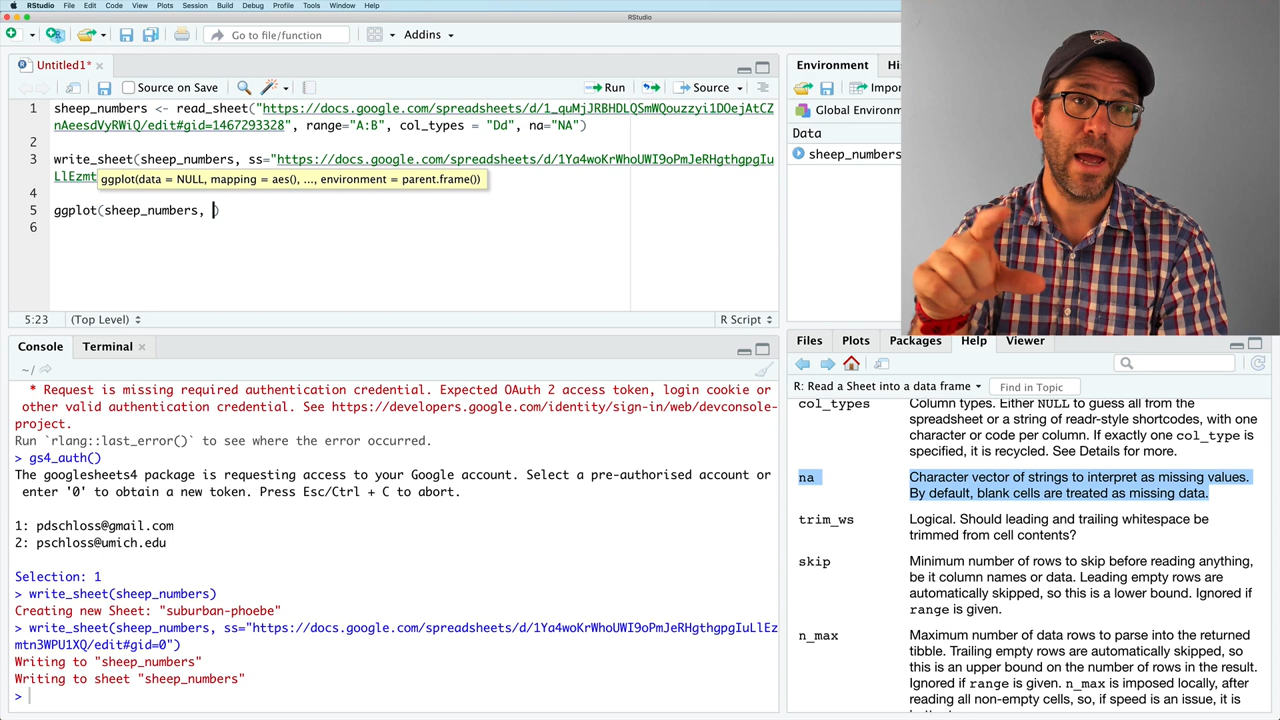 RStudio File Edit Code View Plots Session Build Debug Profile Tools Window Help
RStudio
Go to file/function Addins
Untitled1*
Source on Save Run Source
1 sheep_numbers <- read_sheet("https://docs.google.com/spreadsheets/d/1_quMjJRBHDLQSmWQouzzyi1DOejAtCZ
nAeesdVyRWiQ/edit#gid=1467293328", range="A:B", col_types = "Dd", na="NA")
2
3 write_sheet(sheep_numbers, ss="https://docs.google.com/spreadsheets/d/1Ya4woKrWhoUWI9oPmJeRHgthgpgIu
LlEzmt
ggplot(data = NULL, mapping = aes(), ..., environment = parent.frame())
4
5 ggplot(sheep_numbers, )
6
5:23 (Top Level) R Script
Console Terminal
~/
* Request is missing required authentication credential. Expected OAuth 2 access token, login cookie or
other valid authentication credential. See https://developers.google.com/identity/sign-in/web/devconsole-
project.
Run `rlang::last_error()` to see where the error occurred.
> gs4_auth()
The googlesheets4 package is requesting access to your Google account. Select a pre-authorised account or
enter '0' to obtain a new token. Press Esc/Ctrl + C to abort.
1: pdschloss@gmail.com
2: pschloss@umich.edu
Selection: 1
> write_sheet(sheep_numbers)
Creating new Sheet: "suburban-phoebe"
> write_sheet(sheep_numbers, ss="https://docs.google.com/spreadsheets/d/1Ya4woKrWhoUWI9oPmJeRHgthgpgIuLlEz
mtn3WPU1XQ/edit#gid=0")
Writing to "sheep_numbers"
Writing to sheet "sheep_numbers"
>
Environment Hi
Impor
Global Environ
Data
sheep_numbers
Files Plots Packages Help Viewer
R: Read a Sheet into a data frame Find in Topic
col_types Column types. Either NULL to guess all from the
spreadsheet or a string of readr-style shortcodes, with one
character or code per column. If exactly one col_type is
specified, it is recycled. See Details for more.
na Character vector of strings to interpret as missing values.
By default, blank cells are treated as missing data.
trim_ws Logical. Should leading and trailing whitespace be
trimmed from cell contents?
skip Minimum number of rows to skip before reading anything,
be it column names or data. Leading empty rows are
automatically skipped, so this is a lower bound. Ignored if
range is given.
n_max Maximum number of data rows to parse into the returned
tibble. Trailing empty rows are automatically skipped, so
this is an upper bound on the number of rows in the result.
Ignored if range is given. n_max is imposed locally, after
reading all non-empty cells, so, if speed is an issue, it is